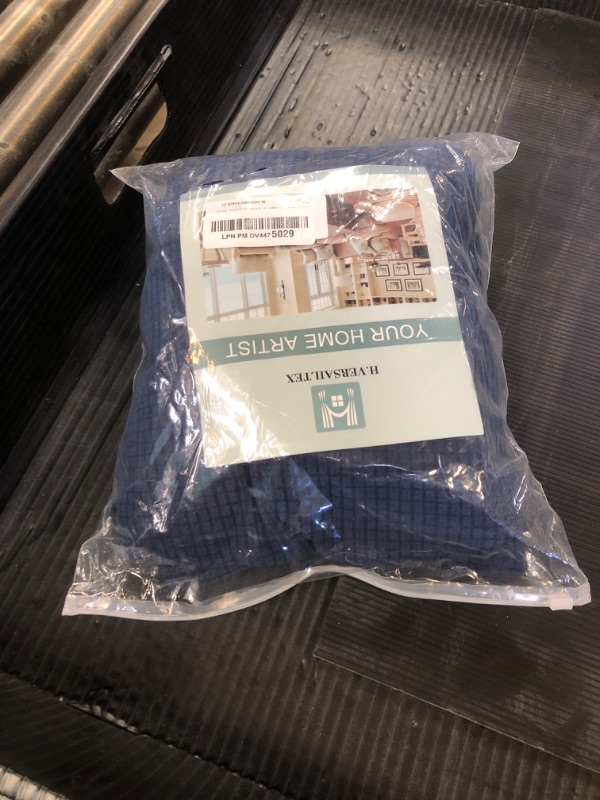 LPN PM DV447 5029
YOUR HOME ARTIST
H.VERSAILTEX